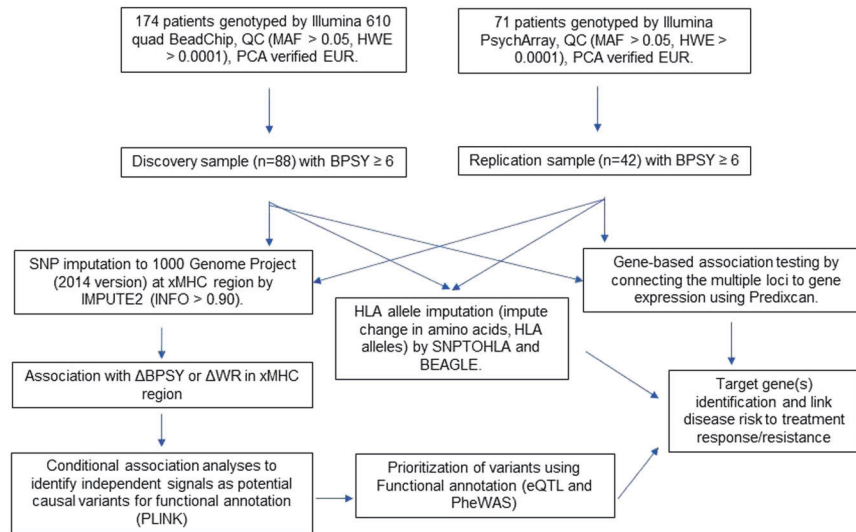 174 patients genotyped by Illumina 610
quad BeadChip, QC (MAF > 0.05, HWE
> 0.0001), PCA verified EUR.
71 patients genotyped by Illumina
PsychArray, QC (MAF > 0.05, HWE >
0.0001), PCA verified EUR.
Discovery sample (n=88) with BPSY ≥ 6
Replication sample (n=42) with BPSY ≥ 6
SNP imputation to 1000 Genome Project
(2014 version) at xMHC region by
IMPUTE2 (INFO > 0.90).
HLA allele imputation (impute
change in amino acids, HLA
alleles) by SNPTOHLA and
BEAGLE.
Gene-based association testing by
connecting the multiple loci to gene
expression using Predixcan.
Association with ΔBPSY or ΔWR in xMHC
region
Target gene(s)
identification and link
disease risk to treatment
response/resistance
Conditional association analyses to
identify independent signals as potential
causal variants for functional annotation
(PLINK)
Prioritization of variants using
Functional annotation (eQTL and
PheWAS)